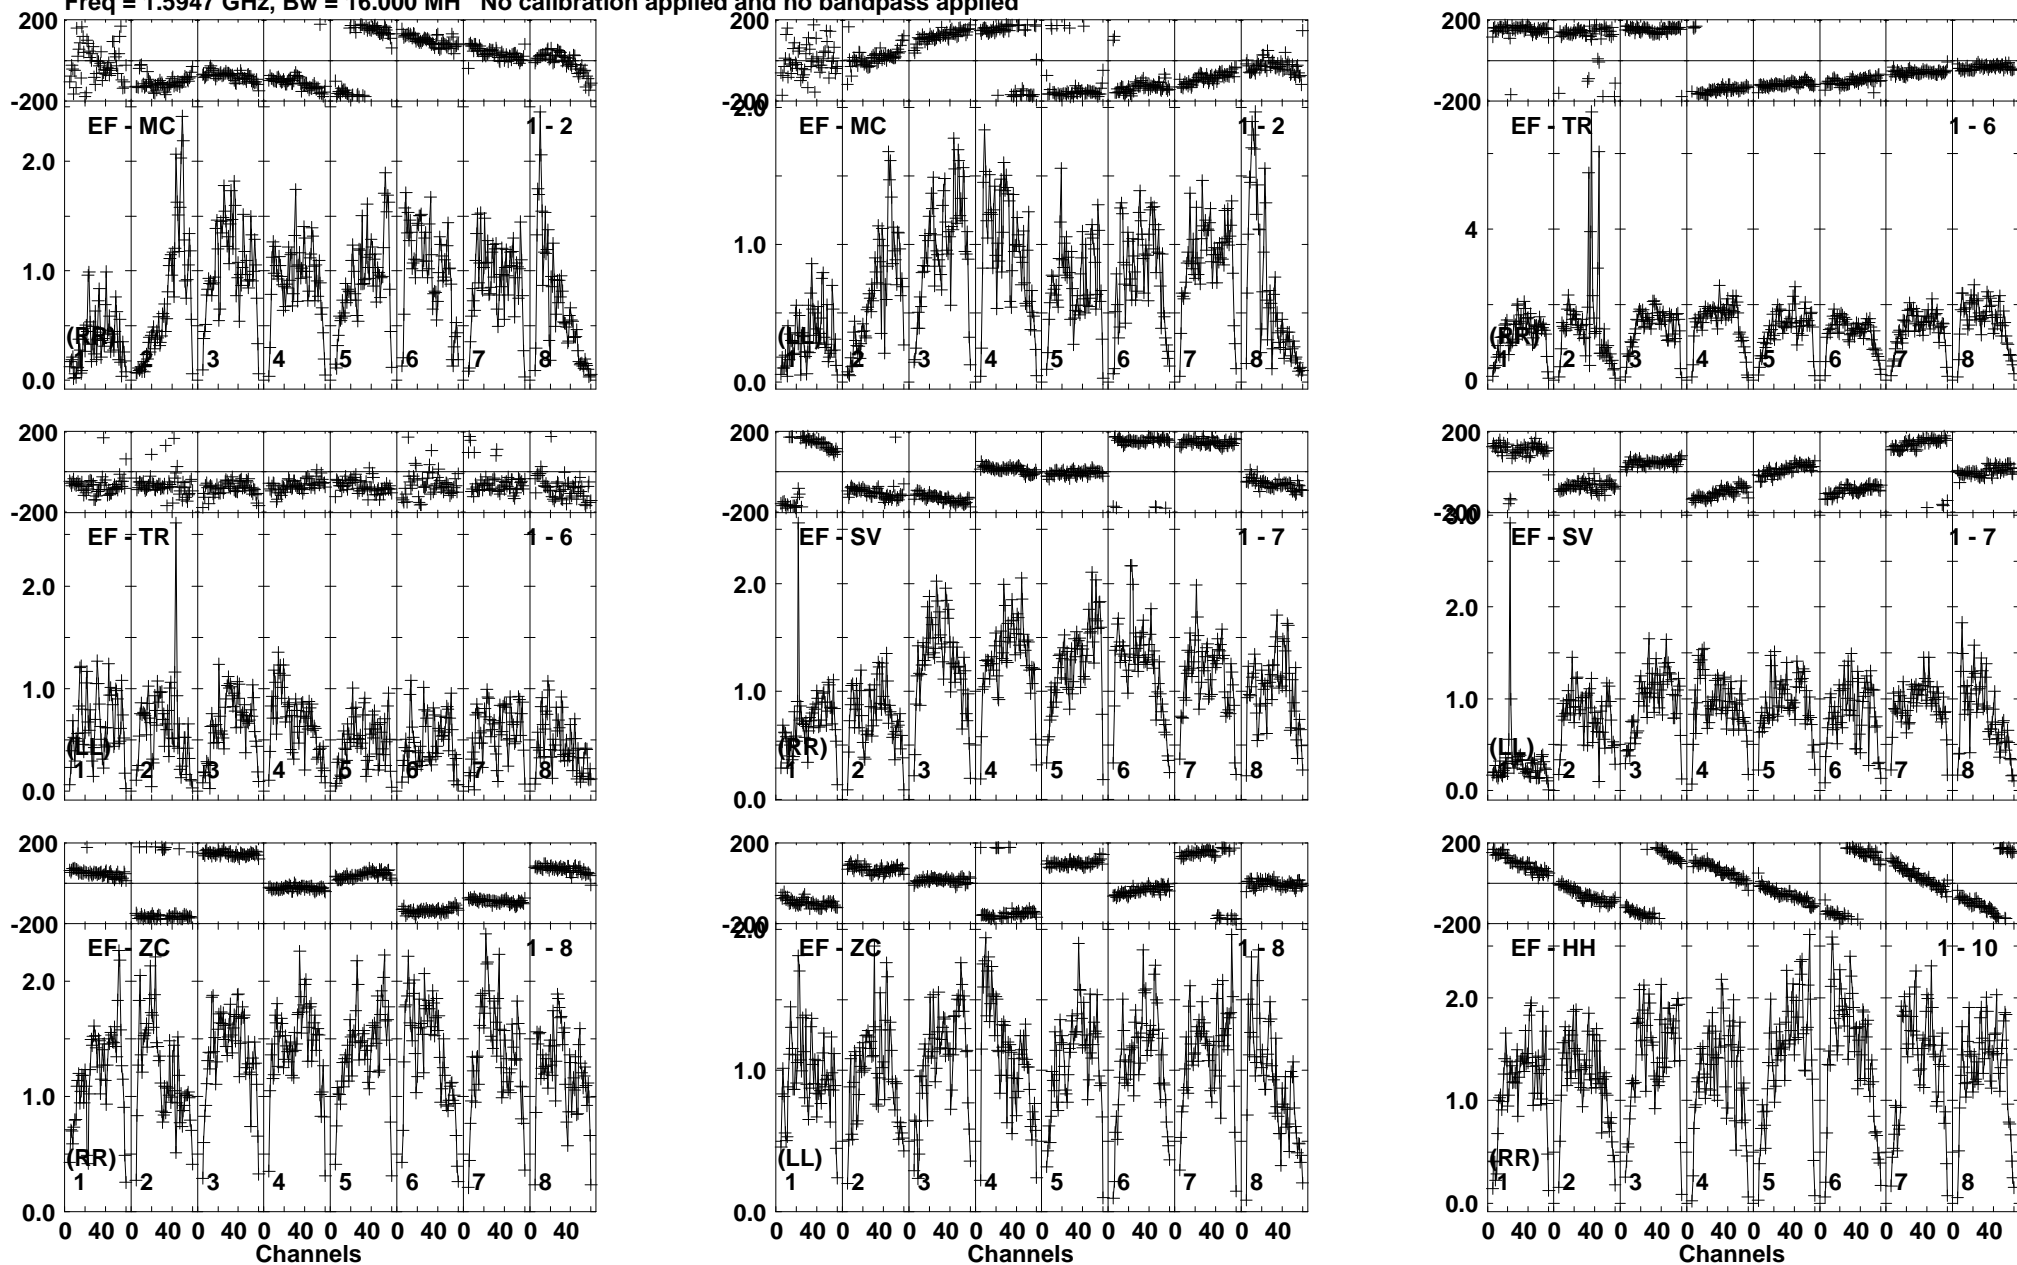 Freq = 1.5947 GHz, Bw = 16.000 MH No calibration applied and no bandpass applied
200 200 200
-200 -200 -200
EF - MC 1 - 2 2.0 EF - MC 1 - 2 EF - TR 1 - 6
2.0 4
1.0 1.0
(RR) (LL) (RR)
1 2 3 4 5 6 7 8 1 2 3 4 5 6 7 8 1 2 3 4 5 6 7 8
0.0 0.0 0
200 200 200
-200 -200 -200
EF - TR 1 - 6 EF - SV 1 - 7 3.0 EF - SV 1 - 7
2.0 2.0 2.0
1.0 1.0 1.0
(LL) (RR) (LL)
1 2 3 4 5 6 7 8 1 2 3 4 5 6 7 8 1 2 3 4 5 6 7 8
0.0 0.0 0.0
200 200 200
-200 -200 -200
EF - ZC 1 - 8 2.0 EF - ZC 1 - 8 EF - HH 1 - 10
2.0 2.0
1.0 1.0 1.0
(RR) (LL) (RR)
1 2 3 4 5 6 7 8 1 2 3 4 5 6 7 8 1 2 3 4 5 6 7 8
0.0 0.0 0.0
0 40 0 40 0 40 0 40 0 40 0 40 0 40 0 40 0 40 0 40 0 40 0 40 0 40 0 40 0 40 0 40 0 40 0 40 0 40 0 40 0 40 0 40 0 40 0 40
Channels Channels Channels